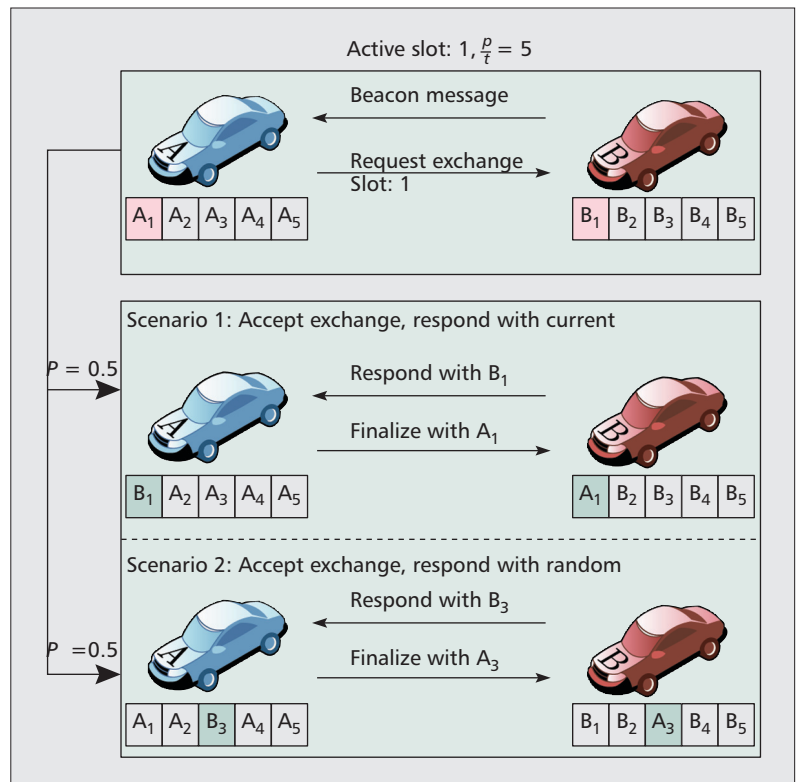 Active slot: 1, p/t = 5
Beacon message
A
B
Request exchange
Slot: 1
A₁ A₂ A₃ A₄ A₅
B₁ B₂ B₃ B₄ B₅
Scenario 1: Accept exchange, respond with current
P = 0.5
Respond with B₁
A
B
Finalize with A₁
B₁ A₂ A₃ A₄ A₅
A₁ B₂ B₃ B₄ B₅
Scenario 2: Accept exchange, respond with random
Respond with B₃
P =0.5
A
B
Finalize with A₃
A₁ A₂ B₃ A₄ A₅
B₁ B₂ A₃ B₄ B₅